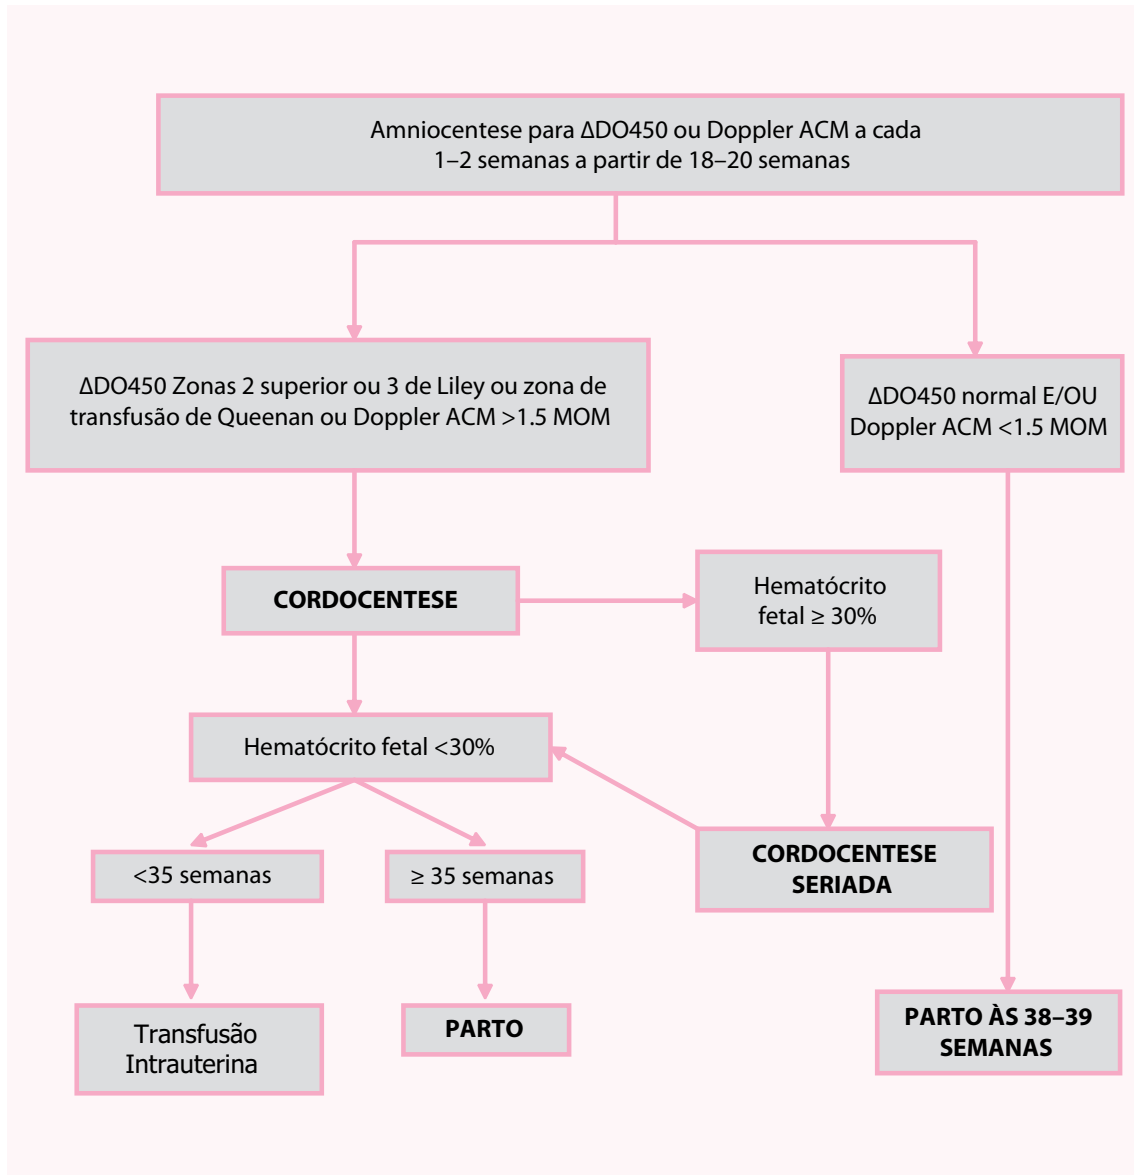 Amniocentese para ΔDO450 ou Doppler ACM a cada
1–2 semanas a partir de 18–20 semanas
ΔDO450 Zonas 2 superior ou 3 de Liley ou zona de
transfusão de Queenan ou Doppler ACM >1.5 MOM
ΔDO450 normal E/OU
Doppler ACM <1.5 MOM
CORDOCENTESE
Hematócrito
fetal ≥ 30%
Hematócrito fetal <30%
CORDOCENTESE
SERIADA
<35 semanas
≥ 35 semanas
Transfusão
Intrauterina
PARTO
PARTO ÀS 38–39
SEMANAS